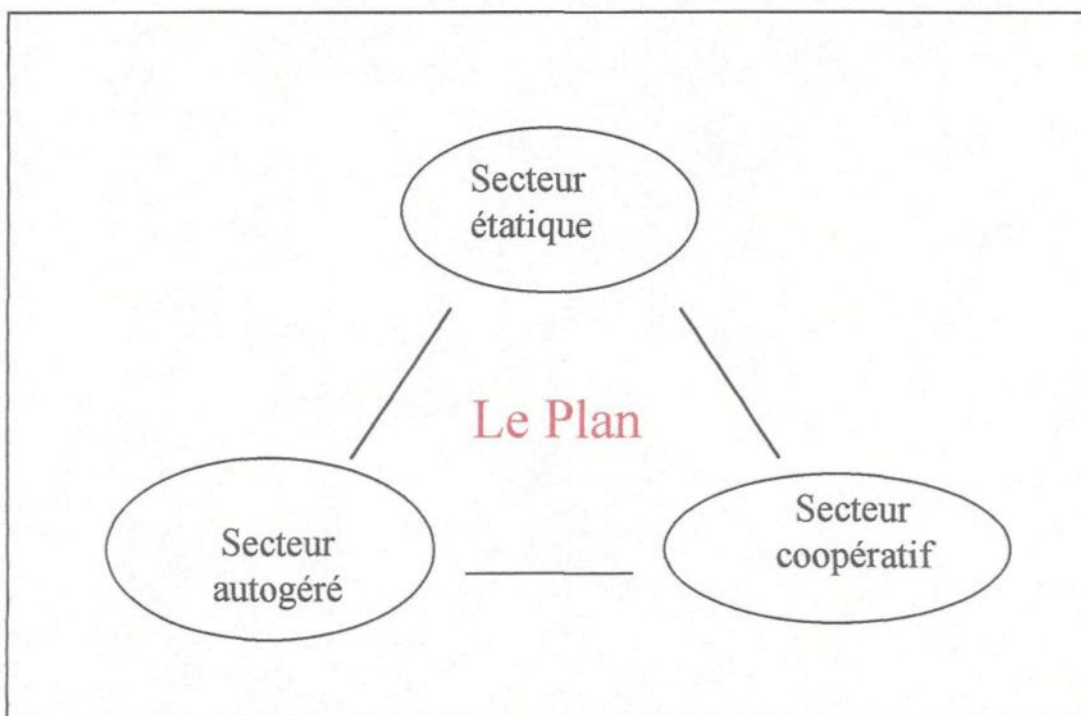 Secteur
étatique
Le Plan
Secteur
autogéré
Secteur
coopératif